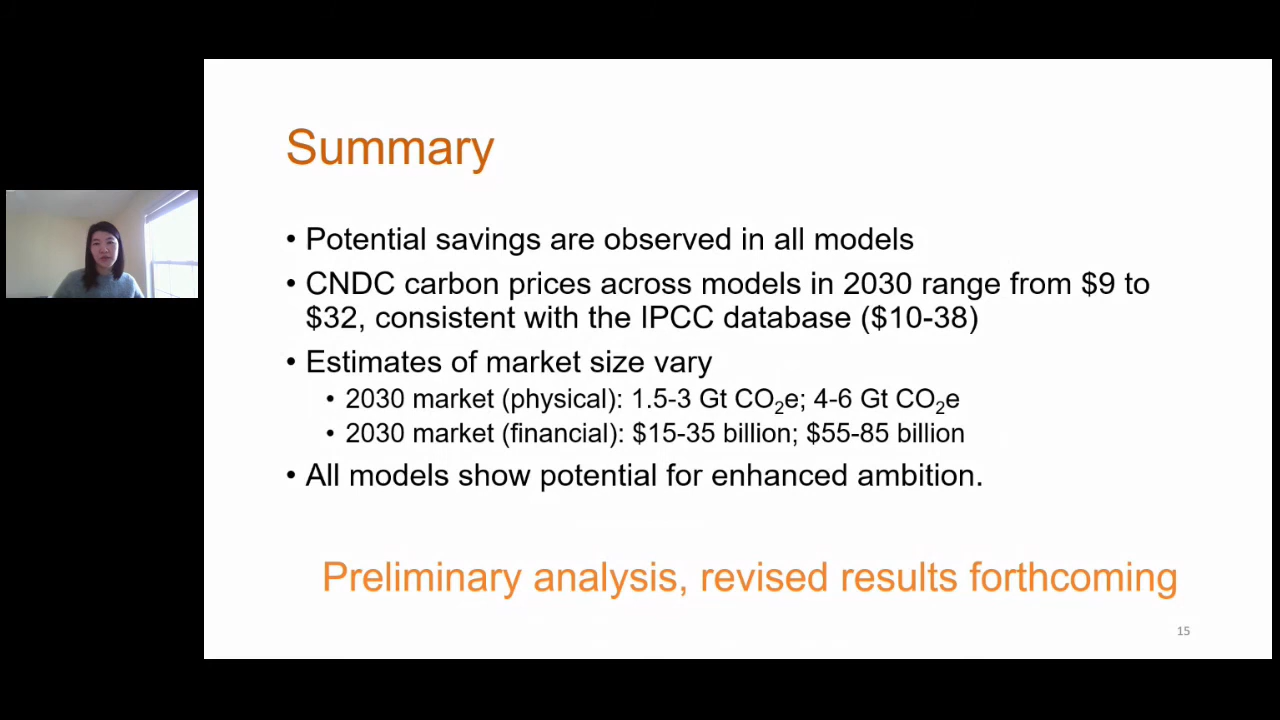 Summary
• Potential savings are observed in all models
• CNDC carbon prices across models in 2030 range from $9 to
$32, consistent with the IPCC database ($10-38)
• Estimates of market size vary
• 2030 market (physical): 1.5-3 Gt CO₂e; 4-6 Gt CO₂e
• 2030 market (financial): $15-35 billion; $55-85 billion
• All models show potential for enhanced ambition.
Preliminary analysis, revised results forthcoming
15